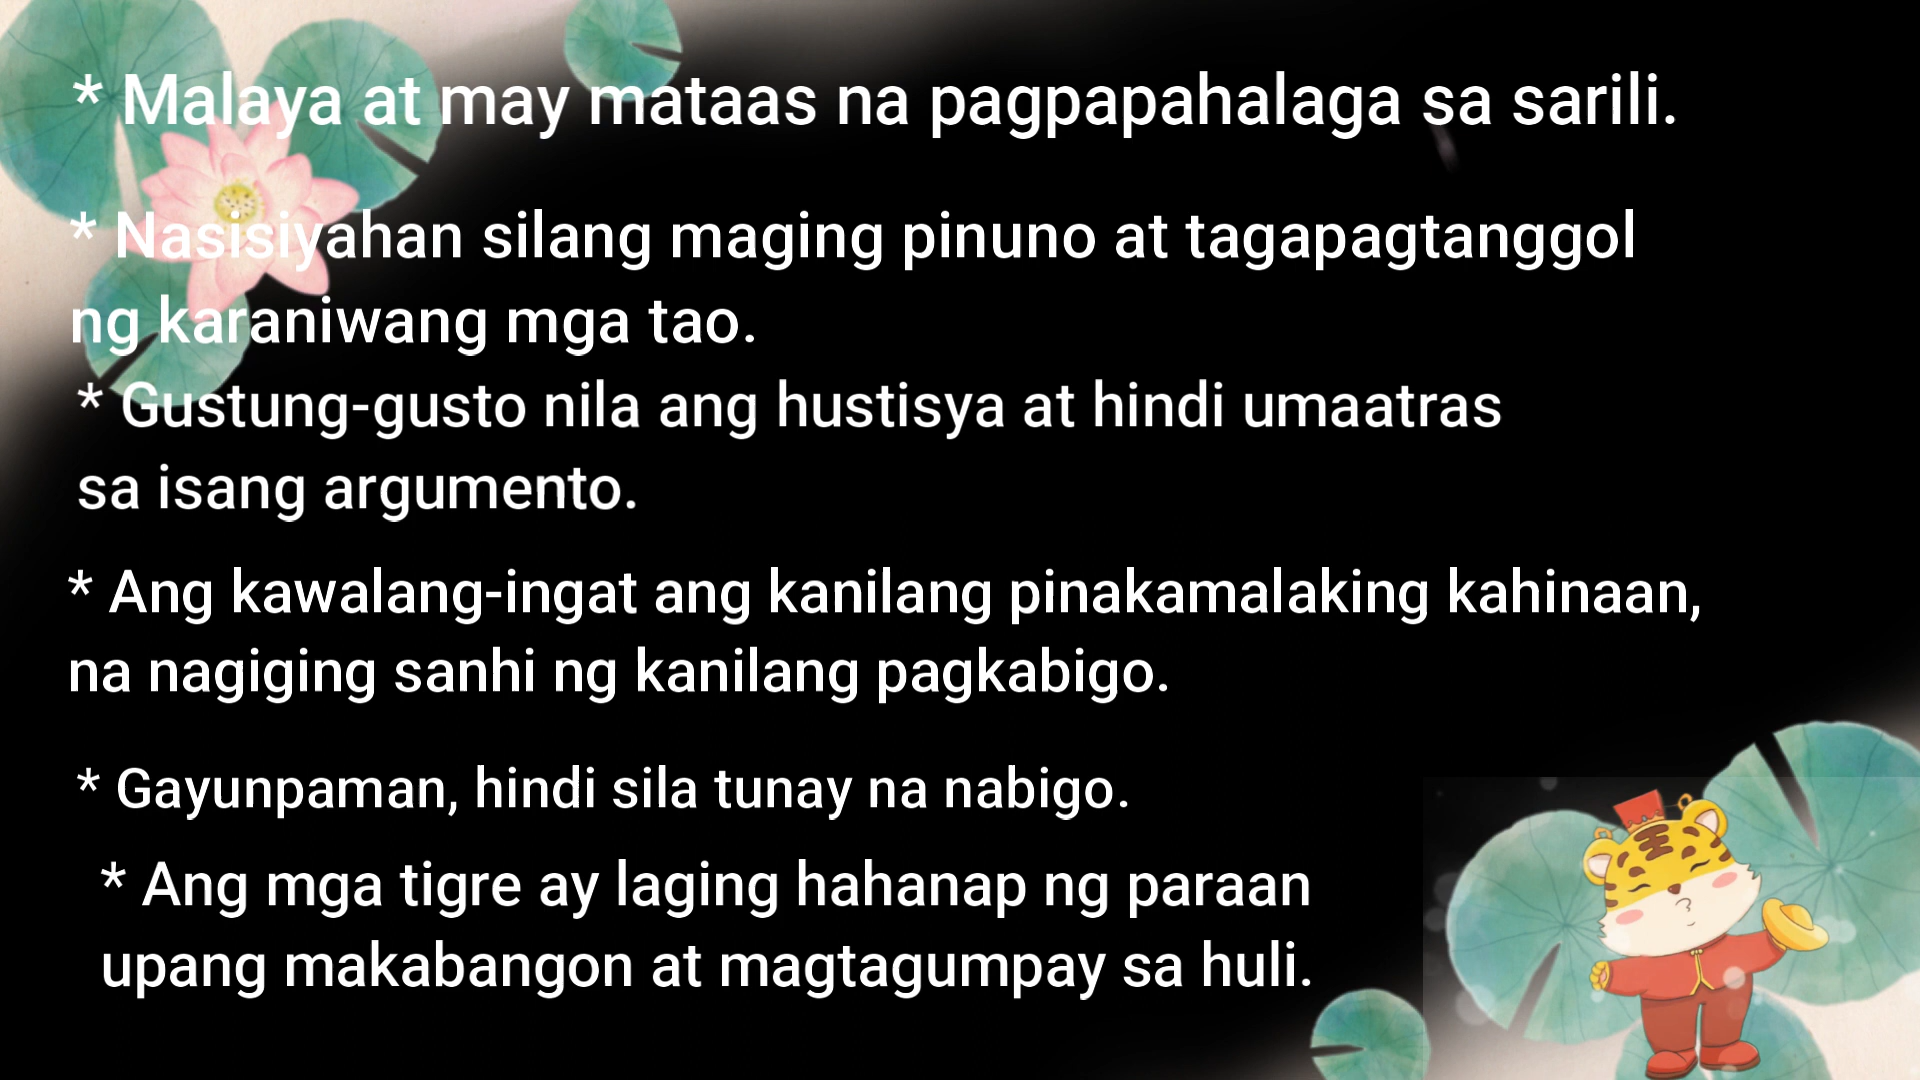 * Malaya at may mataas na pagpapahalaga sa sarili.
* Nasisiyahan silang maging pinuno at tagapagtanggol
ng karaniwang mga tao.
* Gustung-gusto nila ang hustisya at hindi umaatras
sa isang argumento.
* Ang kawalang-ingat ang kanilang pinakamalaking kahinaan,
na nagiging sanhi ng kanilang pagkabigo.
* Gayunpaman, hindi sila tunay na nabigo.
* Ang mga tigre ay laging hahanap ng paraan
upang makabangon at magtagumpay sa huli.